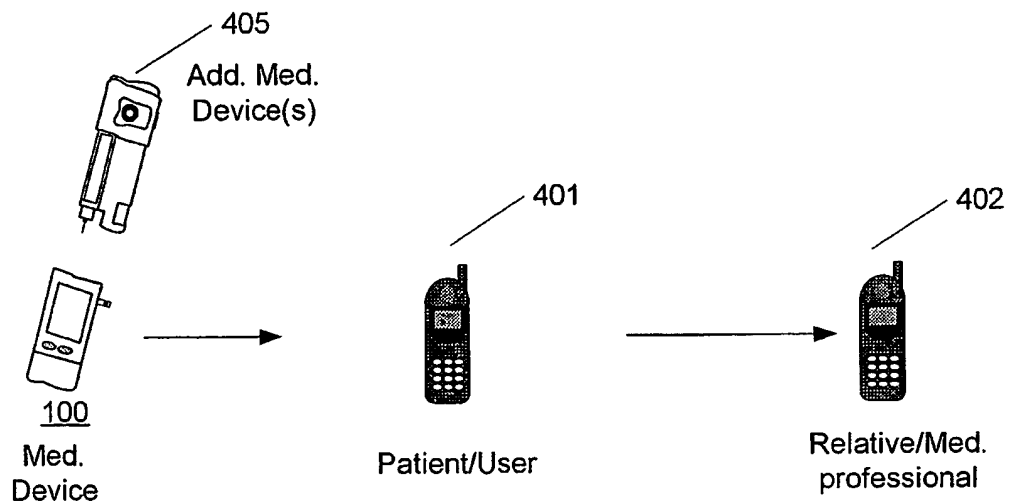 405
Add. Med.
Device(s)
401
402
100
Med.
Device
Patient/User
Relative/Med.
professional